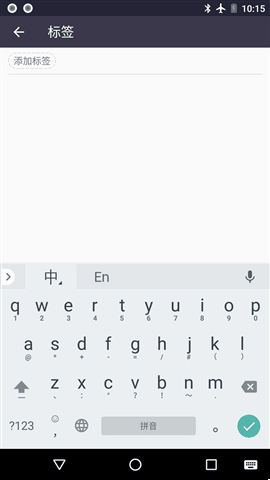 10:15
标签
添加标签
中 En
q w e r t y u i o p
1 2 3 4 5 6 7 8 9 0
a s d f g h j k l
@ * + - = / # ( )
z x c v b n m
、 : " ? ! ~ .
?123 , 拼音 。